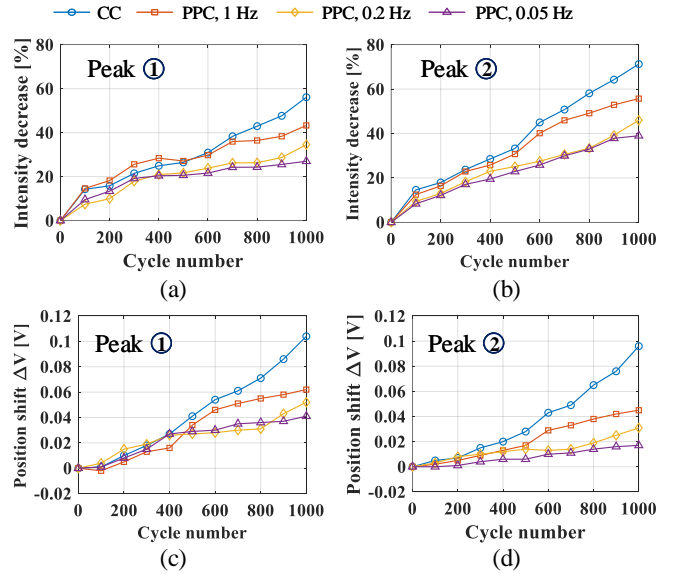 CC PPC, 1 Hz PPC, 0.2 Hz PPC, 0.05 Hz
Intensity decrease [%]
80
60
40
20
0
Peak ①
0 200 400 600 800 1000
Cycle number
(a)
Intensity decrease [%]
80
60
40
20
0
Peak ②
0 200 400 600 800 1000
Cycle number
(b)
Position shift ΔV [V]
0.12
0.1
0.08
0.06
0.04
0.02
0
-0.02
Peak ①
0 200 400 600 800 1000
Cycle number
(c)
Position shift ΔV [V]
0.12
0.1
0.08
0.06
0.04
0.02
0
-0.02
Peak ②
0 200 400 600 800 1000
Cycle number
(d)